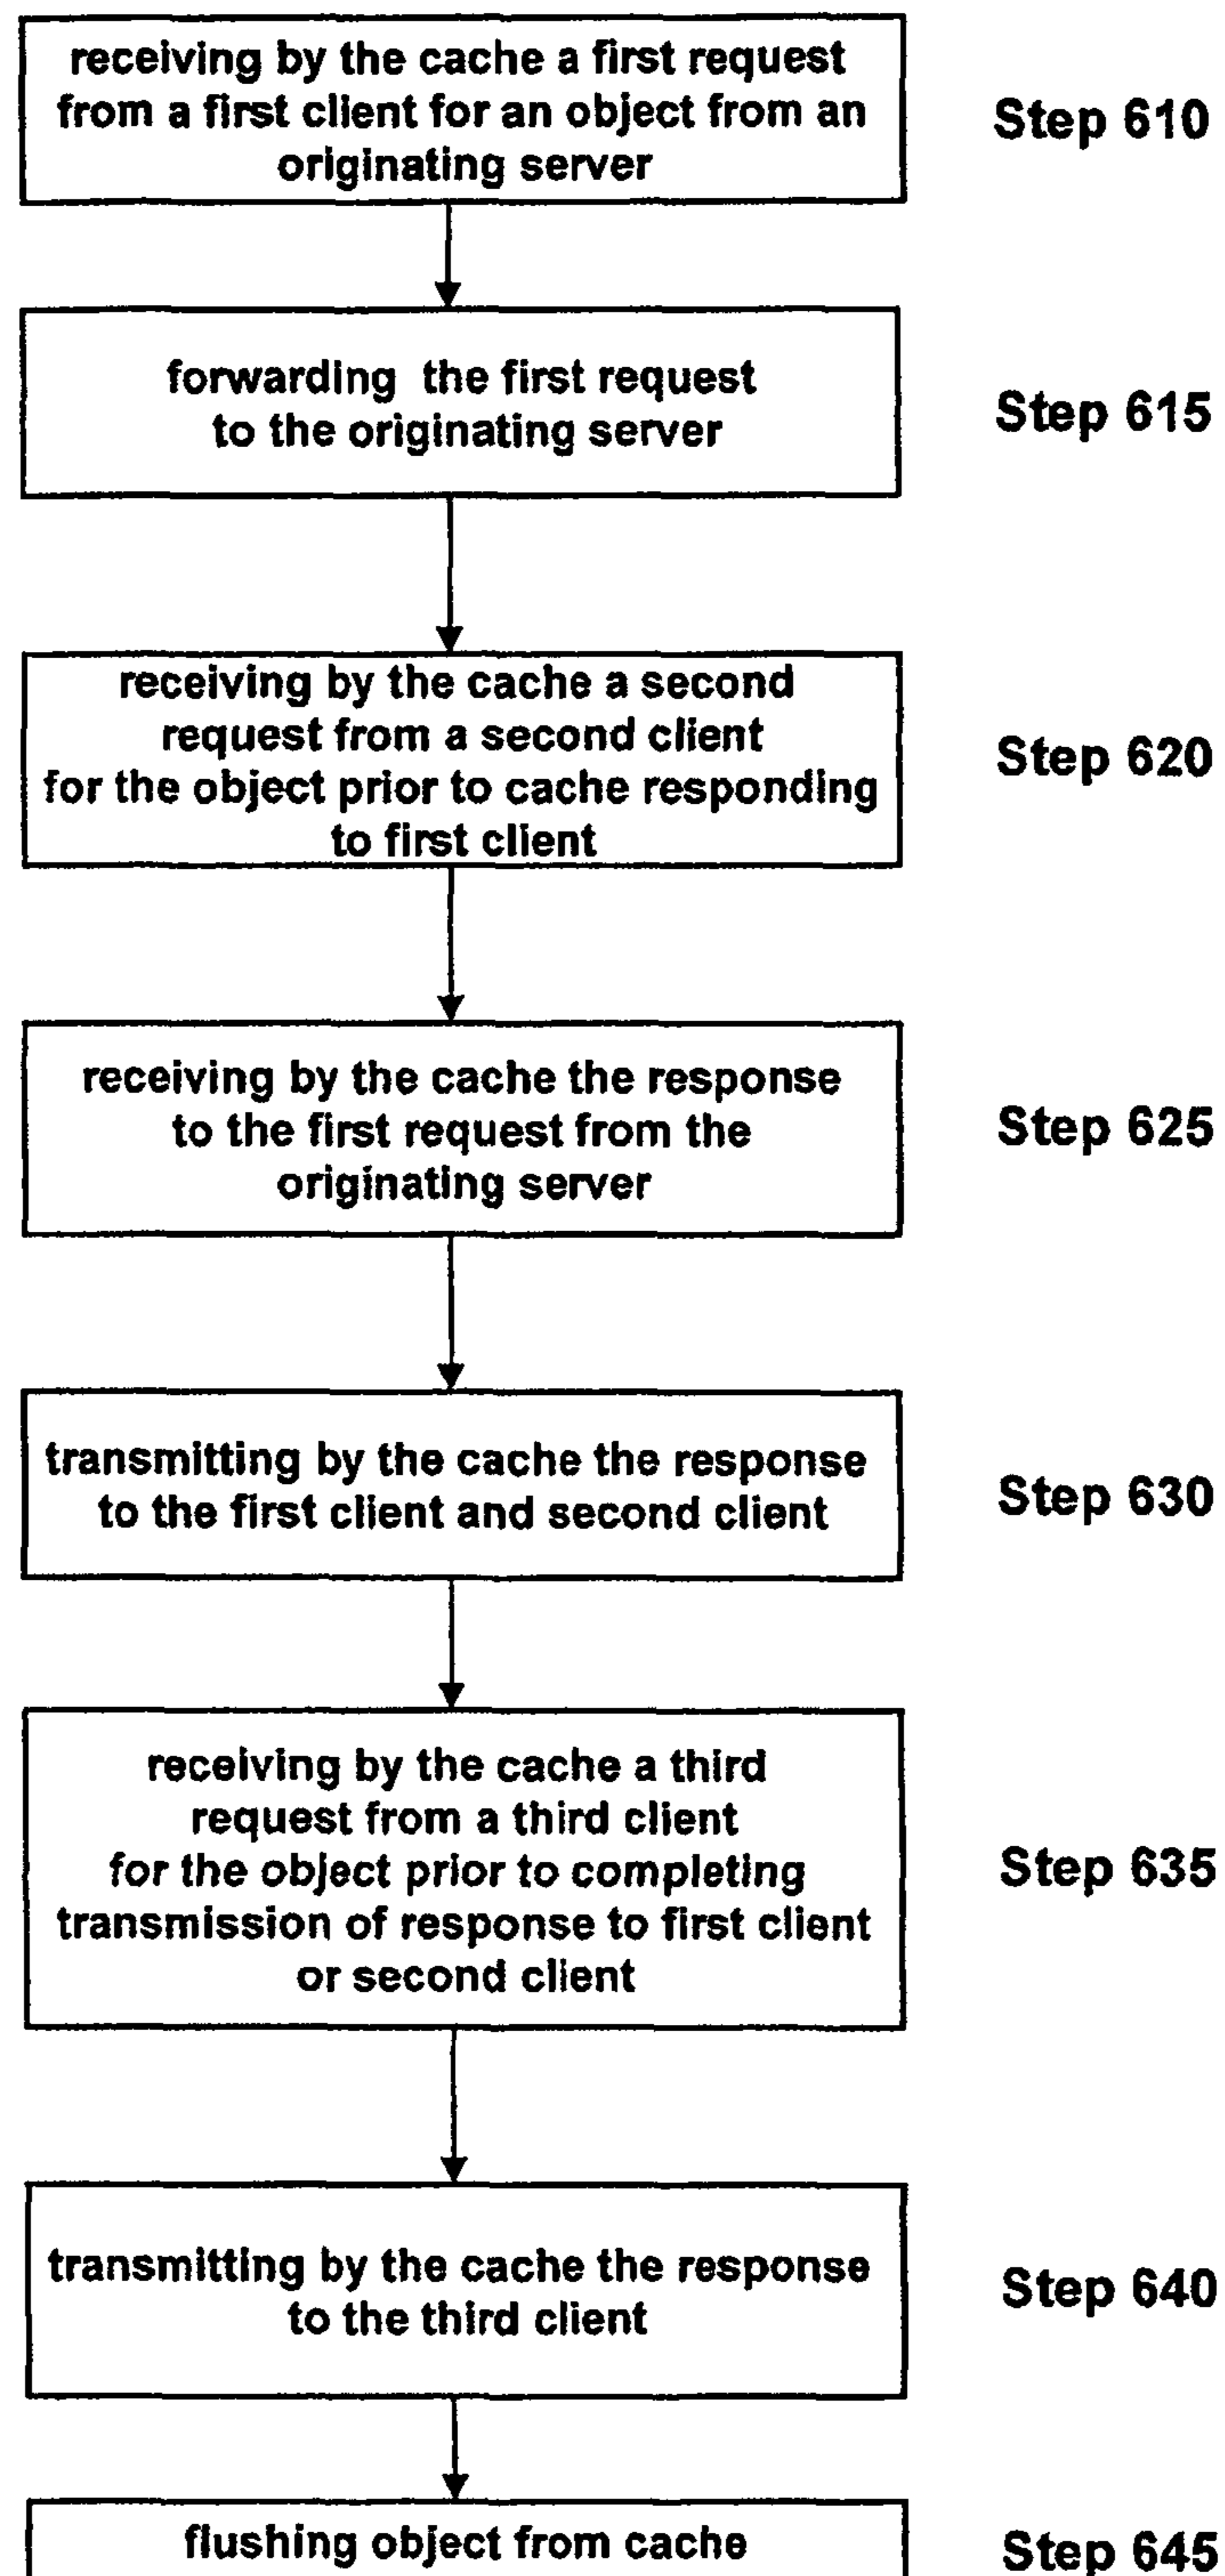 receiving by the cache a first request
from a first client for an object from an
originating server
Step 610
forwarding the first request
to the originating server
Step 615
receiving by the cache a second
request from a second client
for the object prior to cache responding
to first client
Step 620
receiving by the cache the response
to the first request from the
originating server
Step 625
transmitting by the cache the response
to the first client and second client
Step 630
receiving by the cache a third
request from a third client
for the object prior to completing
transmission of response to first client
or second client
Step 635
transmitting by the cache the response
to the third client
Step 640
flushing object from cache
Step 645